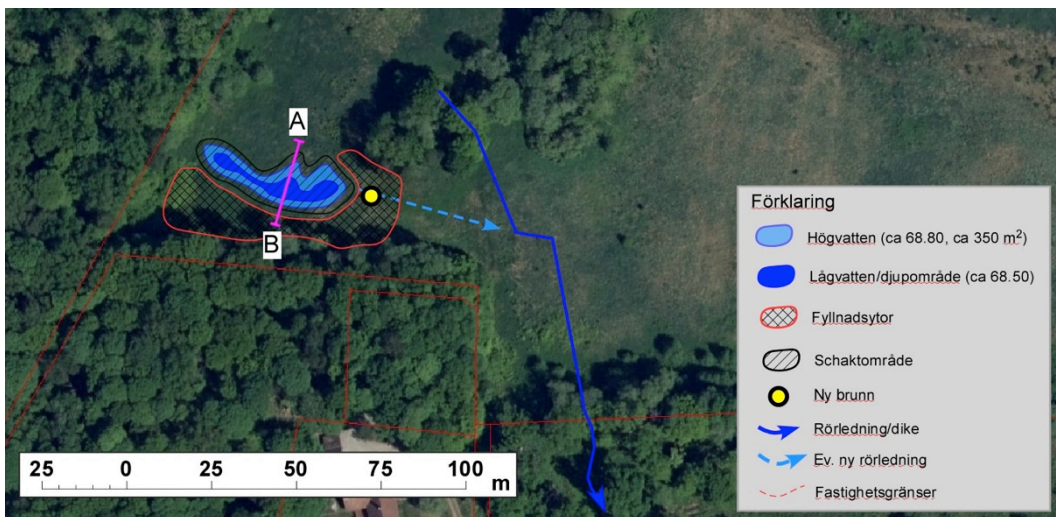 A
B
Förklaring
Högvatten (ca 68.80, ca 350 m²)
Lågvatten/djupområde (ca 68.50)
Fyllnadsytor
Schaktområde
Ny brunn
Rörledning/dike
Ev. ny rörledning
Fastighetsgränser
25 0 25 50 75 100
m